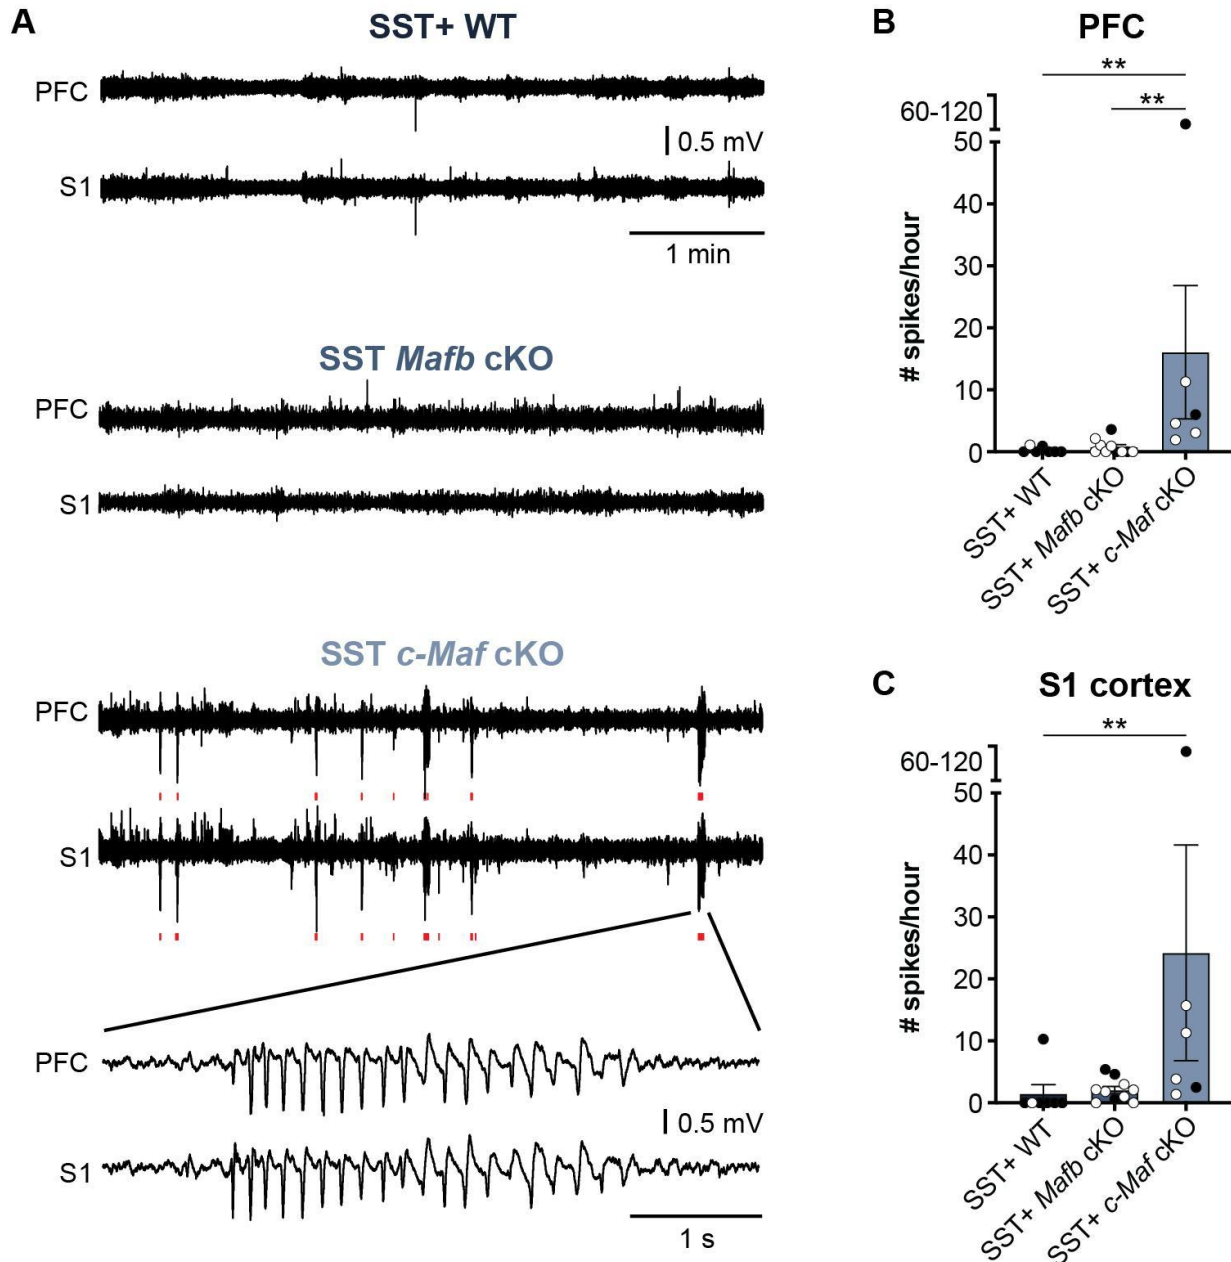 A
SST+ WT
PFC
0.5 mV
S1
1 min
SST Mafb cKO
PFC
S1
SST c-Maf cKO
PFC
S1
PFC
0.5 mV
S1
1 s
B
PFC
**
**
60-120
50
40
30
20
10
0
# spikes/hour
SST+ WT
SST+ Mafb cKO
SST+ c-Maf cKO
C
S1 cortex
**
60-120
50
40
30
20
10
0
# spikes/hour
SST+ WT
SST+ Mafb cKO
SST+ c-Maf cKO